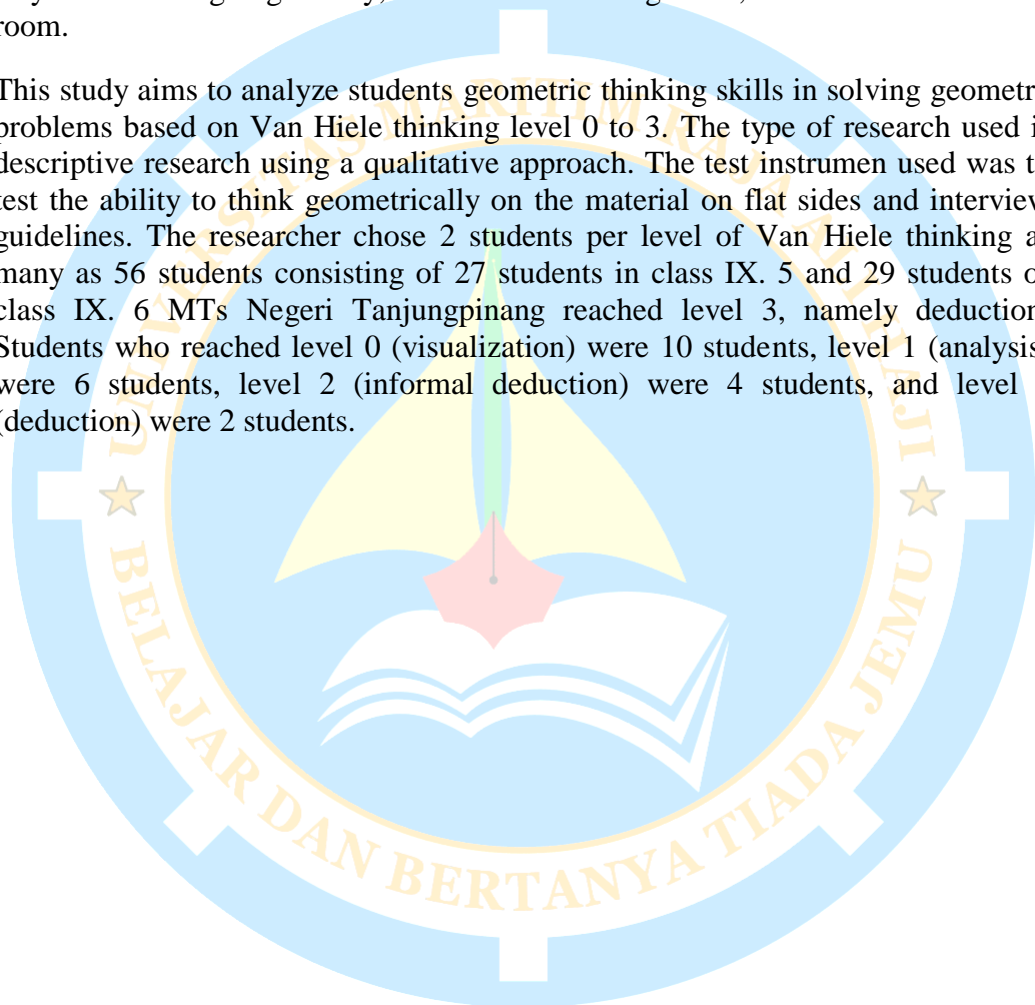 room.
This study aims to analyze students geometric thinking skills in solving geometr
problems based on Van Hiele thinking level 0 to 3. The type of research used i
descriptive research using a qualitative approach. The test instrumen used was t
test the ability to think geometrically on the material on flat sides and interview
guidelines. The researcher chose 2 students per level of Van Hiele thinking a
many as 56 students consisting of 27 students in class IX. 5 and 29 students o
class IX. 6 MTs Negeri Tanjungpinang reached level 3, namely deduction
Students who reached level 0 (visualization) were 10 students, level 1 (analysis
were 6 students, level 2 (informal deduction) were 4 students, and level
(deduction) were 2 students.
UNIVERSITAS MARITIM RAJA ALI HAJI
BELAJAR DAN BERTANYA TIADA JEMU